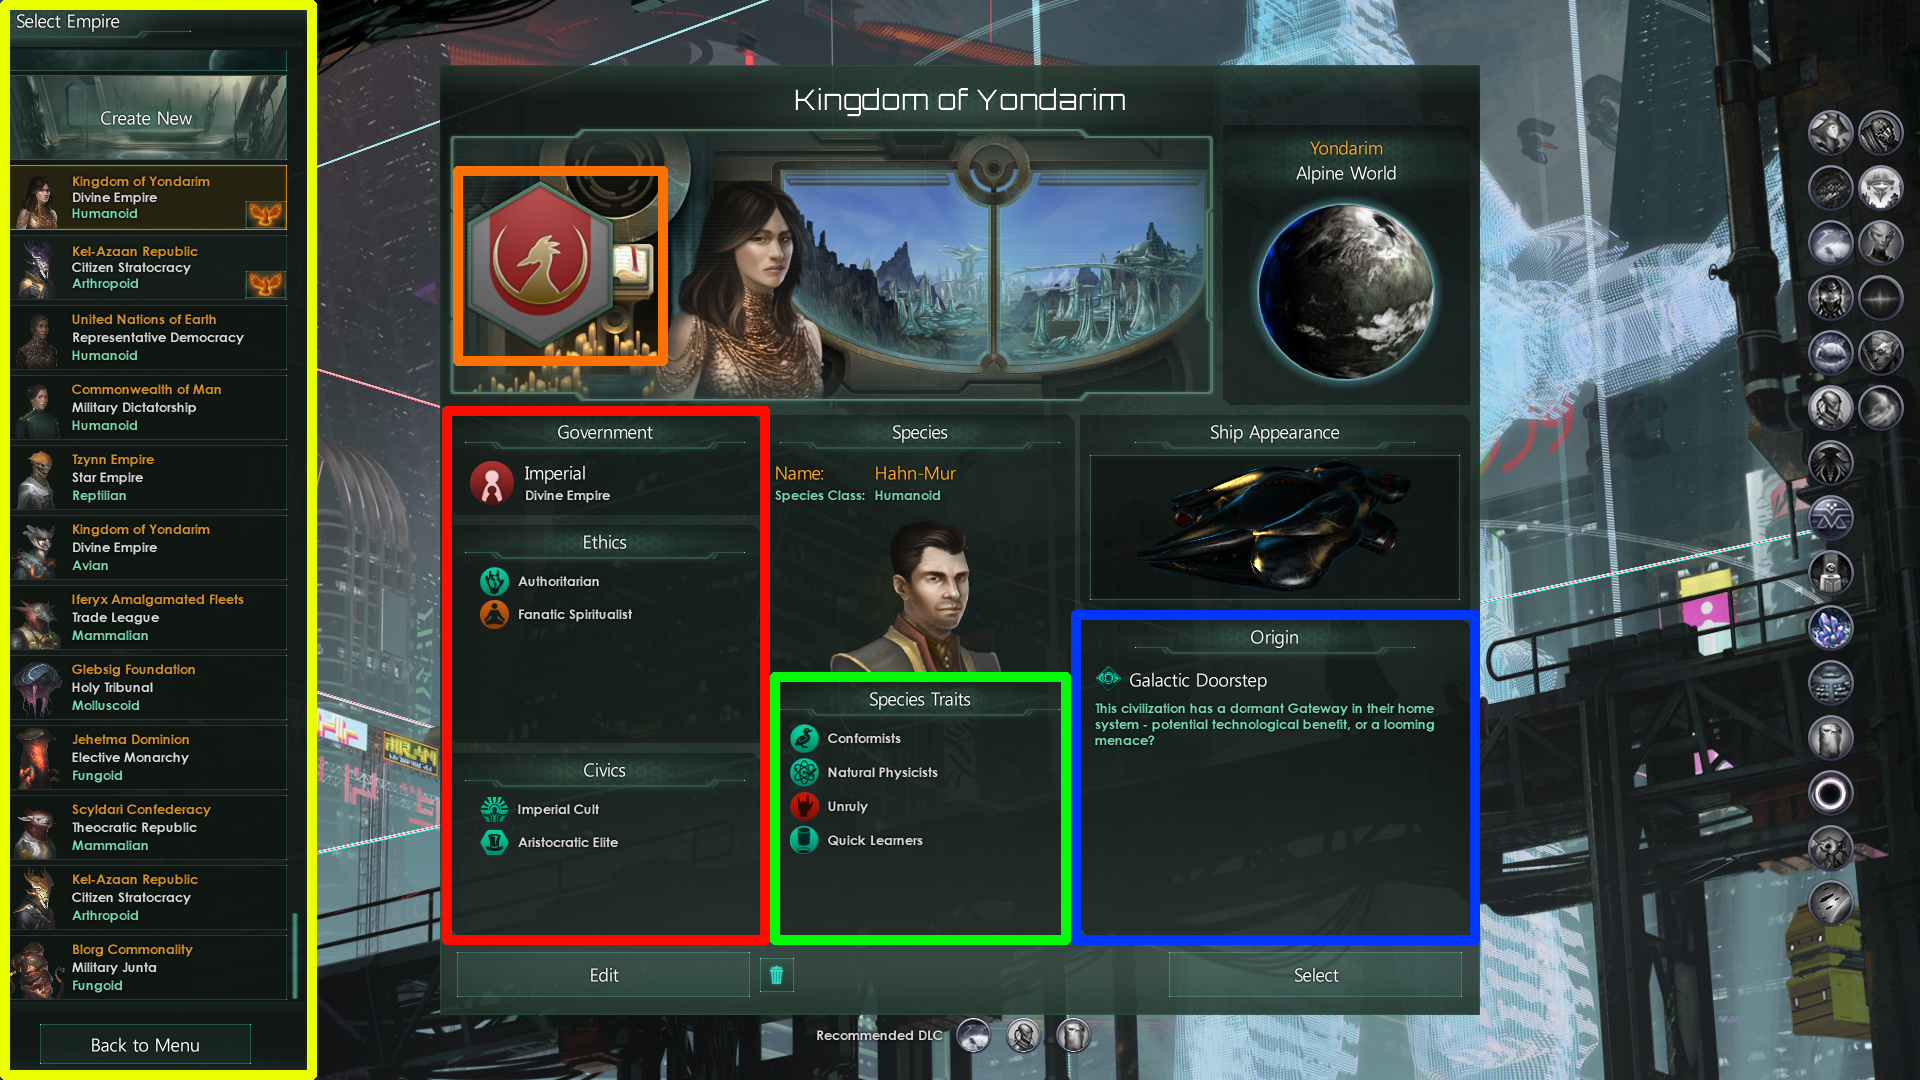 Select Empire
Create New
Kingdom of Yondarim
Divine Empire
Humanoid
Kel-Azaan Republic
Citizen Stratocracy
Arthropoid
United Nations of Earth
Representative Democracy
Humanoid
Commonwealth of Man
Military Dictatorship
Humanoid
Tzynn Empire
Star Empire
Reptilian
Kingdom of Yondarim
Divine Empire
Avian
Iferyx Amalgamated Fleets
Trade League
Mammalian
Glebsig Foundation
Holy Tribunal
Molluscoid
Jehetma Dominion
Elective Monarchy
Fungoid
Scyldari Confederacy
Theocratic Republic
Mammalian
Kel-Azaan Republic
Citizen Stratocracy
Arthropoid
Blorg Commonality
Military Junta
Fungoid
Back to Menu
Kingdom of Yondarim
Yondarim
Alpine World
Government
Imperial
Divine Empire
Ethics
Authoritarian
Fanatic Spiritualist
Civics
Imperial Cult
Aristocratic Elite
Species
Name: Hahn-Mur
Species Class: Humanoid
Species Traits
Conformists
Natural Physicists
Unruly
Quick Learners
Ship Appearance
Origin
Galactic Doorstep
This civilization has a dormant Gateway in their home
system - potential technological benefit, or a looming
menace?
Edit
Select
Recommended DLC